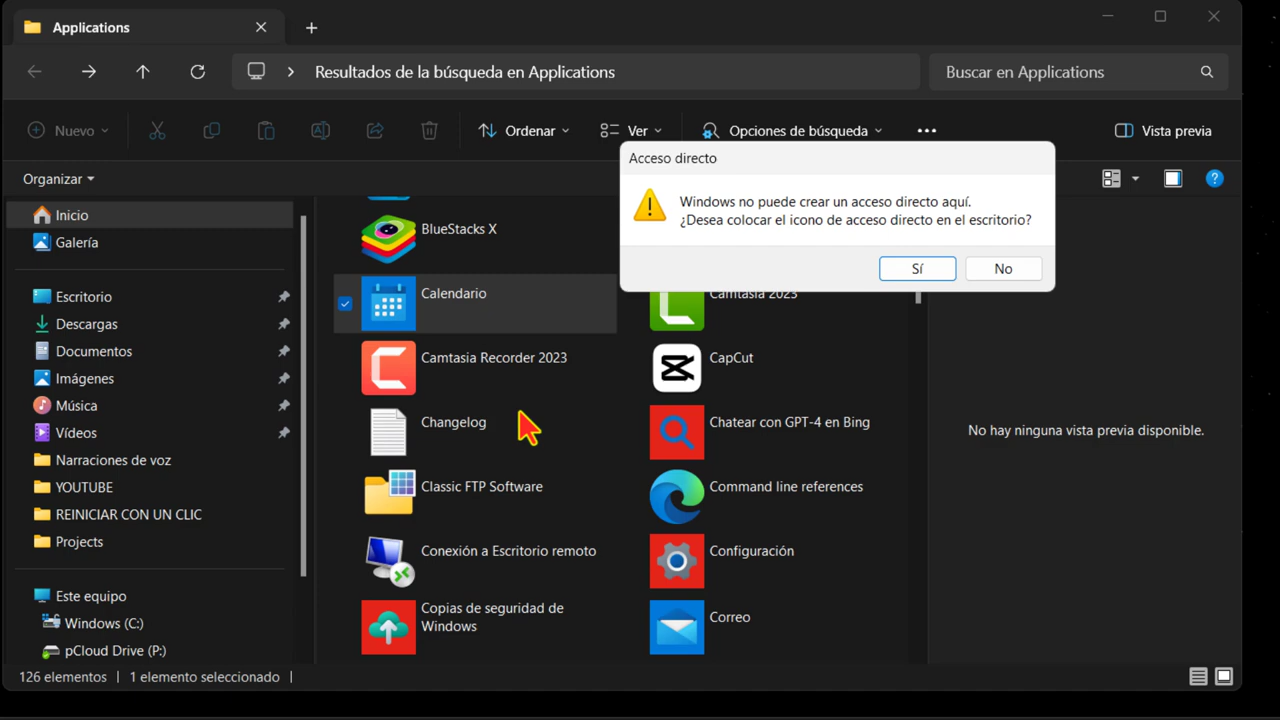 Applications
Resultados de la búsqueda en Applications
Buscar en Applications
Nuevo
Ordenar
Ver
Opciones de búsqueda
Vista previa
Organizar
Acceso directo
Windows no puede crear un acceso directo aquí.
¿Desea colocar el icono de acceso directo en el escritorio?
Sí
No
Inicio
Galería
Escritorio
Descargas
Documentos
Imágenes
Música
Vídeos
Narraciones de voz
YOUTUBE
REINICIAR CON UN CLIC
Projects
Este equipo
Windows (C:)
pCloud Drive (P:)
BlueStacks X
Calendario
Camtasia 2023
Camtasia Recorder 2023
CapCut
Changelog
Chatear con GPT-4 en Bing
Classic FTP Software
Command line references
Conexión a Escritorio remoto
Configuración
Copias de seguridad de
Windows
Correo
No hay ninguna vista previa disponible.
126 elementos
1 elemento seleccionado